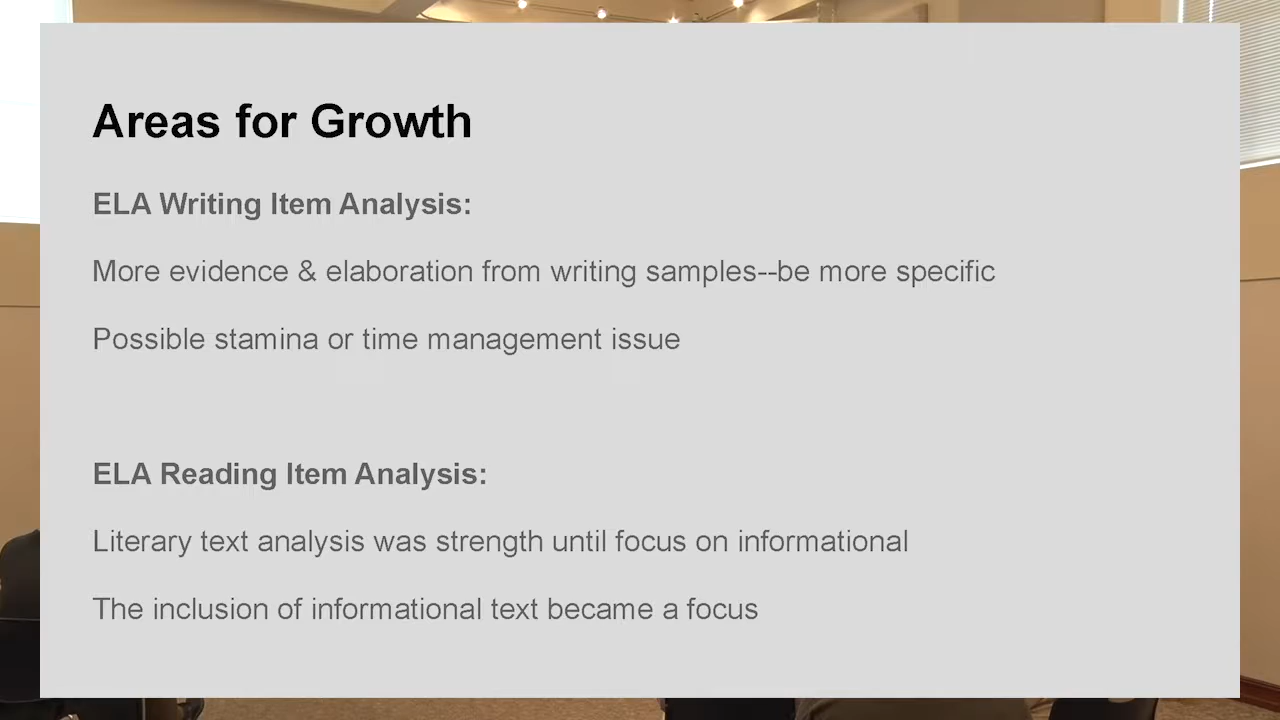 Areas for Growth
ELA Writing Item Analysis:
More evidence & elaboration from writing samples--be more specific
Possible stamina or time management issue
ELA Reading Item Analysis:
Literary text analysis was strength until focus on informational
The inclusion of informational text became a focus